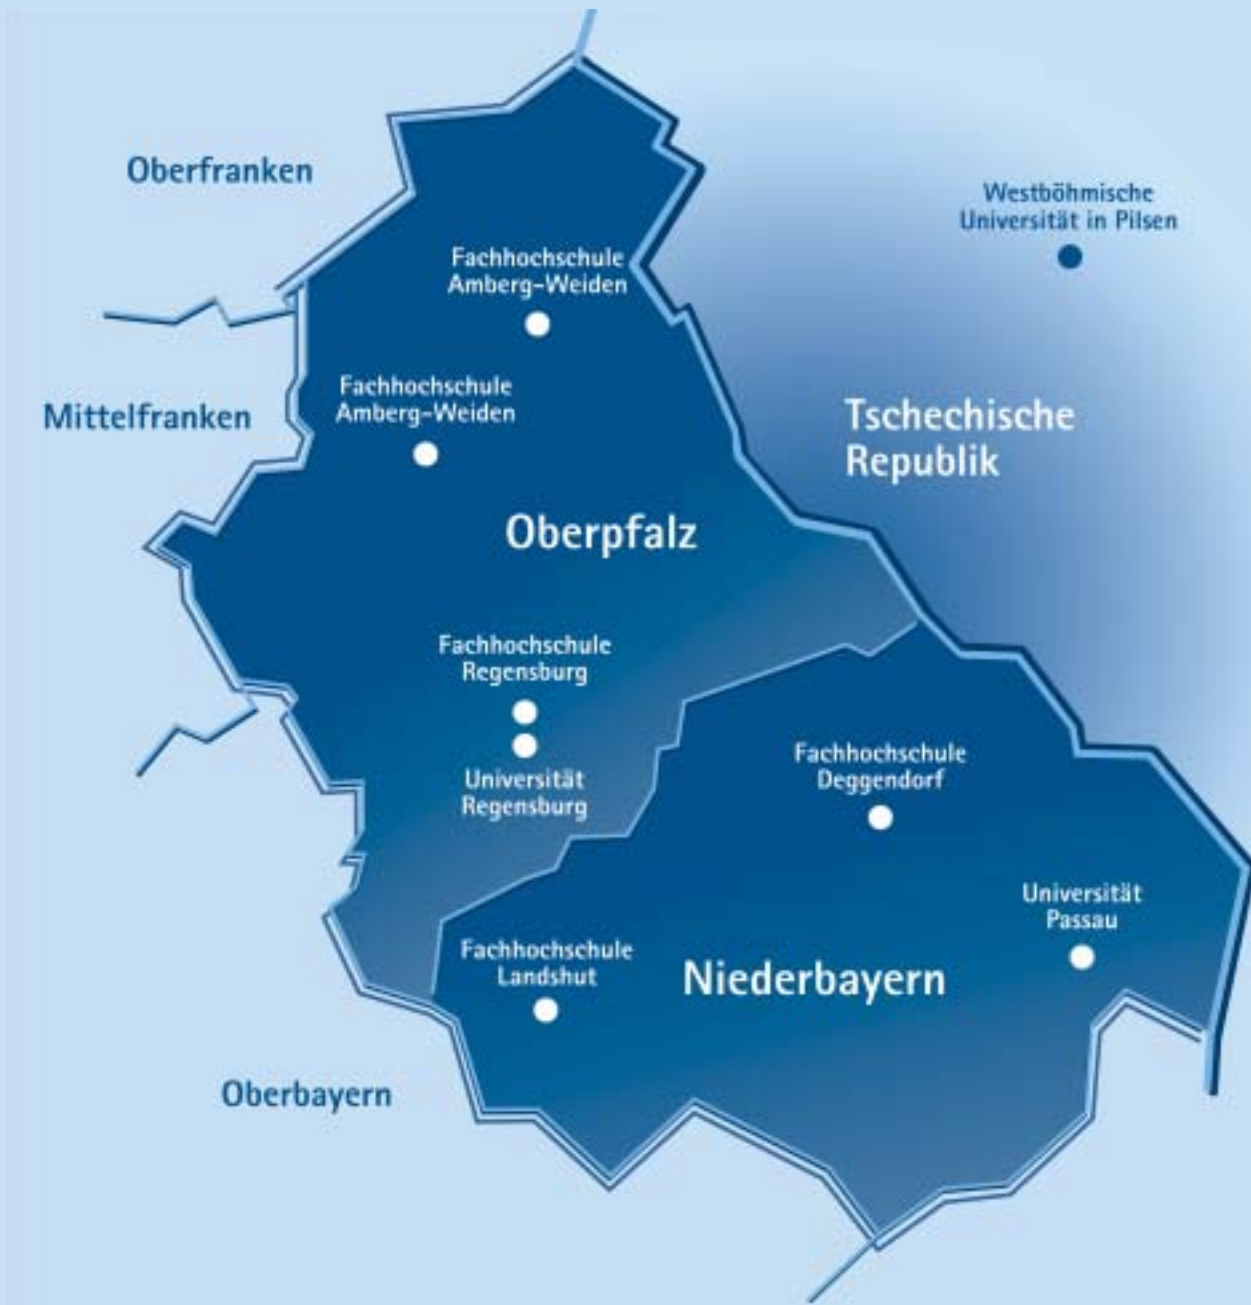 Oberfranken
Westböhmische
Universität in Pilsen
Fachhochschule
Amberg-Weiden
Fachhochschule
Amberg-Weiden
Mittelfranken
Tschechische
Republik
Oberpfalz
Fachhochschule
Regensburg
Universität
Regensburg
Fachhochschule
Deggendorf
Universität
Passau
Fachhochschule
Landshut
Niederbayern
Oberbayern